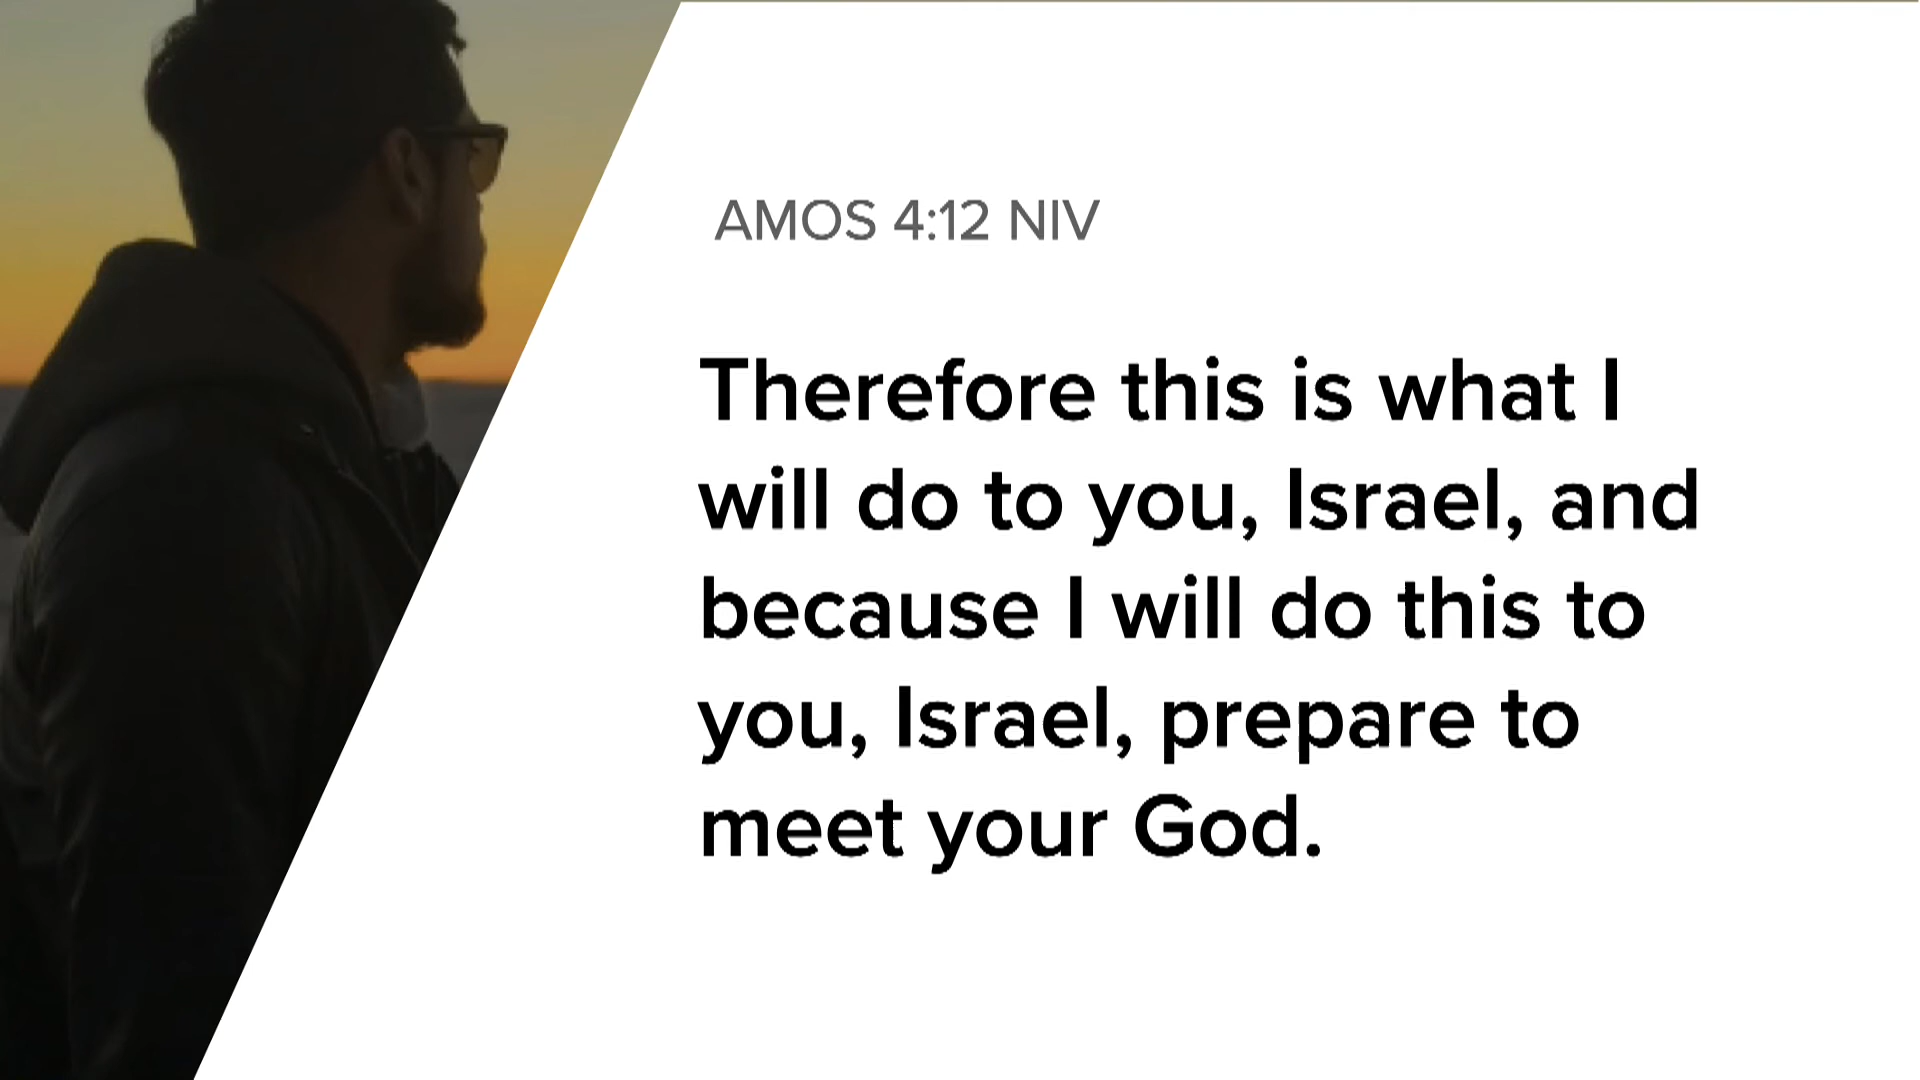 AMOS 4:12 NIV
Therefore this is what I
will do to you, Israel, and
because I will do this to
you, Israel, prepare to
meet your God.